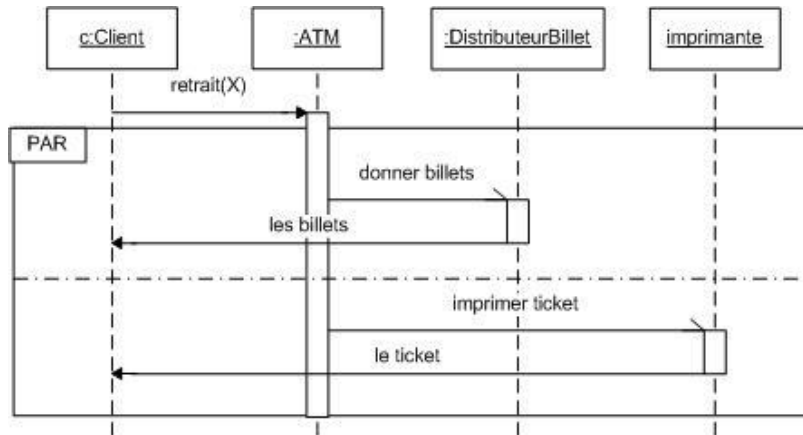 c:Client
:ATM
:DistributeurBillet
imprimante
retrait(X)
PAR
donner billets
les billets
imprimer ticket
le ticket